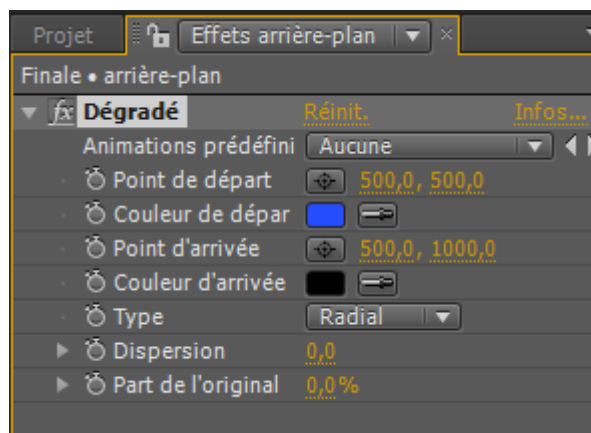 Projet Effets arrière-plan
Finale • arrière-plan
fx Dégradé Réinit. Infos...
Animations prédéfini Aucune
Point de départ 500,0, 500,0
Couleur de dépar
Point d'arrivée 500,0, 1000,0
Couleur d'arrivée
Type Radial
Dispersion 0,0
Part de l'original 0,0%